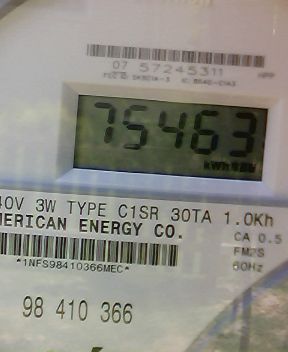 07 57245311
75463
kWh
40V 3W TYPE C1SR 30TA 1.0Kh
MERICAN ENERGY CO.
CA 0.5
FM2S
60Hz
*1NFS98410366MEC*
98 410 366